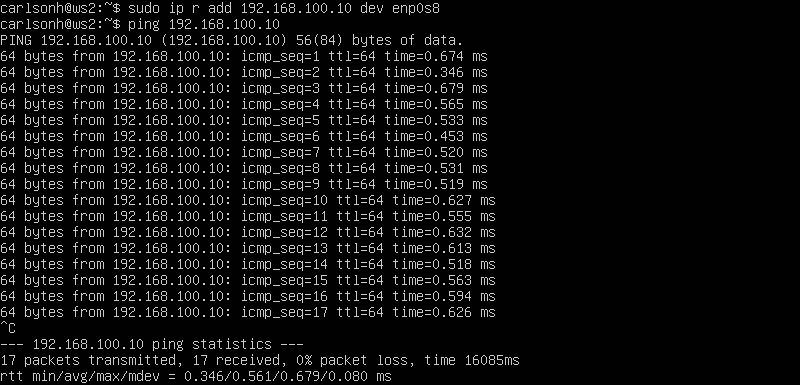 carlsonh@ws2:~$ sudo ip r add 192.168.100.10 dev enp0s8
carlsonh@ws2:~$ ping 192.168.100.10
PING 192.168.100.10 (192.168.100.10) 56(84) bytes of data.
64 bytes from 192.168.100.10: icmp_seq=1 ttl=64 time=0.674 ms
64 bytes from 192.168.100.10: icmp_seq=2 ttl=64 time=0.346 ms
64 bytes from 192.168.100.10: icmp_seq=3 ttl=64 time=0.679 ms
64 bytes from 192.168.100.10: icmp_seq=4 ttl=64 time=0.565 ms
64 bytes from 192.168.100.10: icmp_seq=5 ttl=64 time=0.533 ms
64 bytes from 192.168.100.10: icmp_seq=6 ttl=64 time=0.453 ms
64 bytes from 192.168.100.10: icmp_seq=7 ttl=64 time=0.520 ms
64 bytes from 192.168.100.10: icmp_seq=8 ttl=64 time=0.531 ms
64 bytes from 192.168.100.10: icmp_seq=9 ttl=64 time=0.519 ms
64 bytes from 192.168.100.10: icmp_seq=10 ttl=64 time=0.627 ms
64 bytes from 192.168.100.10: icmp_seq=11 ttl=64 time=0.555 ms
64 bytes from 192.168.100.10: icmp_seq=12 ttl=64 time=0.632 ms
64 bytes from 192.168.100.10: icmp_seq=13 ttl=64 time=0.613 ms
64 bytes from 192.168.100.10: icmp_seq=14 ttl=64 time=0.518 ms
64 bytes from 192.168.100.10: icmp_seq=15 ttl=64 time=0.563 ms
64 bytes from 192.168.100.10: icmp_seq=16 ttl=64 time=0.594 ms
64 bytes from 192.168.100.10: icmp_seq=17 ttl=64 time=0.626 ms
^C
--- 192.168.100.10 ping statistics ---
17 packets transmitted, 17 received, 0% packet loss, time 16085ms
rtt min/avg/max/mdev = 0.346/0.561/0.679/0.080 ms